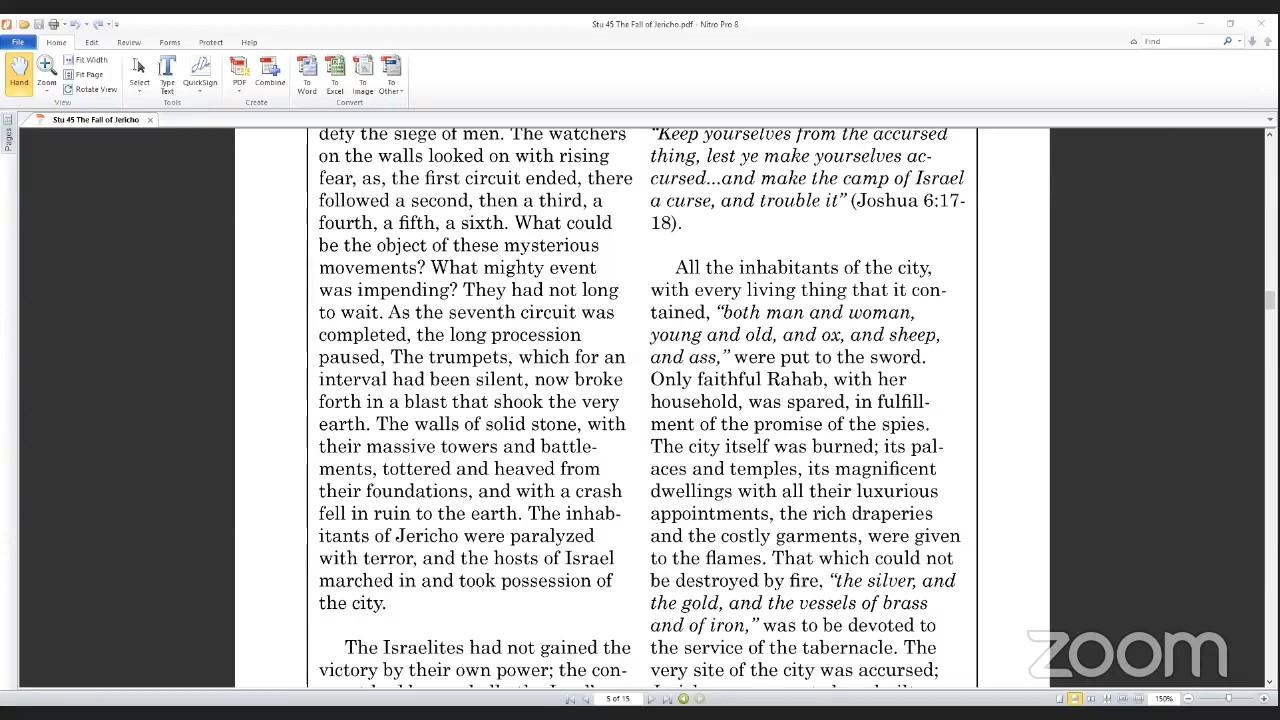 Stu 45 The Fall of Jericho.pdf - Nitro Pro 8
File Home Edit Review Forms Protect Help
Find
Hand
Zoom
Fit Width
Fit Page
Rotate View
View
Select
Type
Text
QuickSign
Tools
PDF
Combine
Create
To
Word
To
Excel
To
Image
To
Other
Convert
Stu 45 The Fall of Jericho
Pages
defy the siege of men. The watchers
on the walls looked on with rising
fear, as, the first circuit ended, there
followed a second, then a third, a
fourth, a fifth, a sixth. What could
be the object of these mysterious
movements? What mighty event
was impending? They had not long
to wait. As the seventh circuit was
completed, the long procession
paused, The trumpets, which for an
interval had been silent, now broke
forth in a blast that shook the very
earth. The walls of solid stone, with
their massive towers and battle-
ments, tottered and heaved from
their foundations, and with a crash
fell in ruin to the earth. The inhab-
itants of Jericho were paralyzed
with terror, and the hosts of Israel
marched in and took possession of
the city.
The Israelites had not gained the
victory by their own power; the con-
“Keep yourselves from the accursed
thing, lest ye make yourselves ac-
cursed...and make the camp of Israel
a curse, and trouble it” (Joshua 6:17-
18).
All the inhabitants of the city,
with every living thing that it con-
tained, “both man and woman,
young and old, and ox, and sheep,
and ass,” were put to the sword.
Only faithful Rahab, with her
household, was spared, in fulfill-
ment of the promise of the spies.
The city itself was burned; its pal-
aces and temples, its magnificent
dwellings with all their luxurious
appointments, the rich draperies
and the costly garments, were given
to the flames. That which could not
be destroyed by fire, “the silver, and
the gold, and the vessels of brass
and of iron,” was to be devoted to
the service of the tabernacle. The
very site of the city was accursed;
zoom
5 of 15
150%